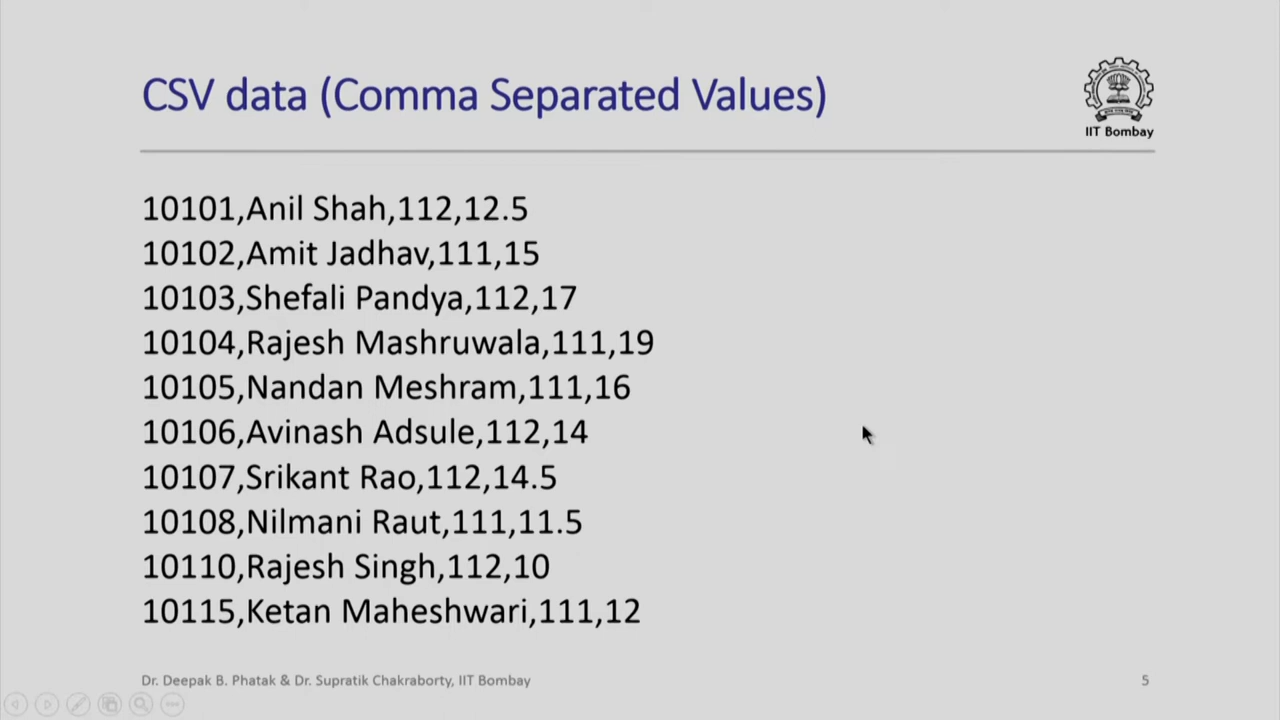 CSV data (Comma Separated Values)
IIT Bombay
10101,Anil Shah,112,12.5
10102,Amit Jadhav,111,15
10103,Shefali Pandya,112,17
10104,Rajesh Mashruwala,111,19
10105,Nandan Meshram,111,16
10106,Avinash Adsule,112,14
10107,Srikant Rao,112,14.5
10108,Nilmani Raut,111,11.5
10110,Rajesh Singh,112,10
10115,Ketan Maheshwari,111,12
Dr. Deepak B. Phatak & Dr. Supratik Chakraborty, IIT Bombay
5